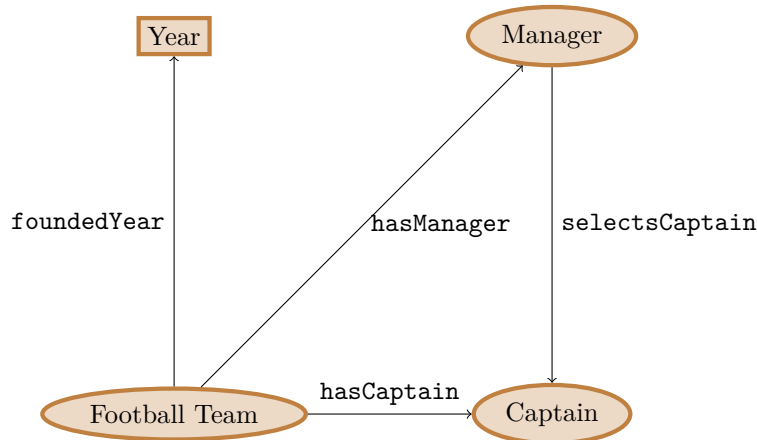 Year
Manager
foundedYear
hasManager
selectsCaptain
hasCaptain
Football Team
Captain